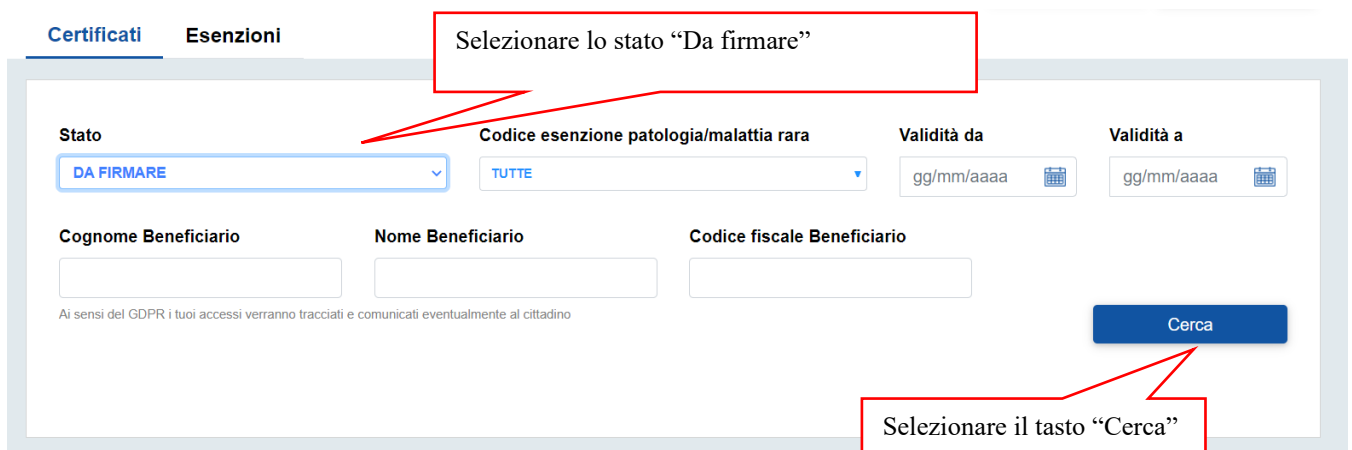 Certificati Esenzioni
Selezionare lo stato “Da firmare”
Stato Codice esenzione patologia/malattia rara Validità da Validità a
DA FIRMARE TUTTE gg/mm/aaaa gg/mm/aaaa
Cognome Beneficiario Nome Beneficiario Codice fiscale Beneficiario
Ai sensi del GDPR i tuoi accessi verranno tracciati e comunicati eventualmente al cittadino
Cerca
Selezionare il tasto “Cerca”